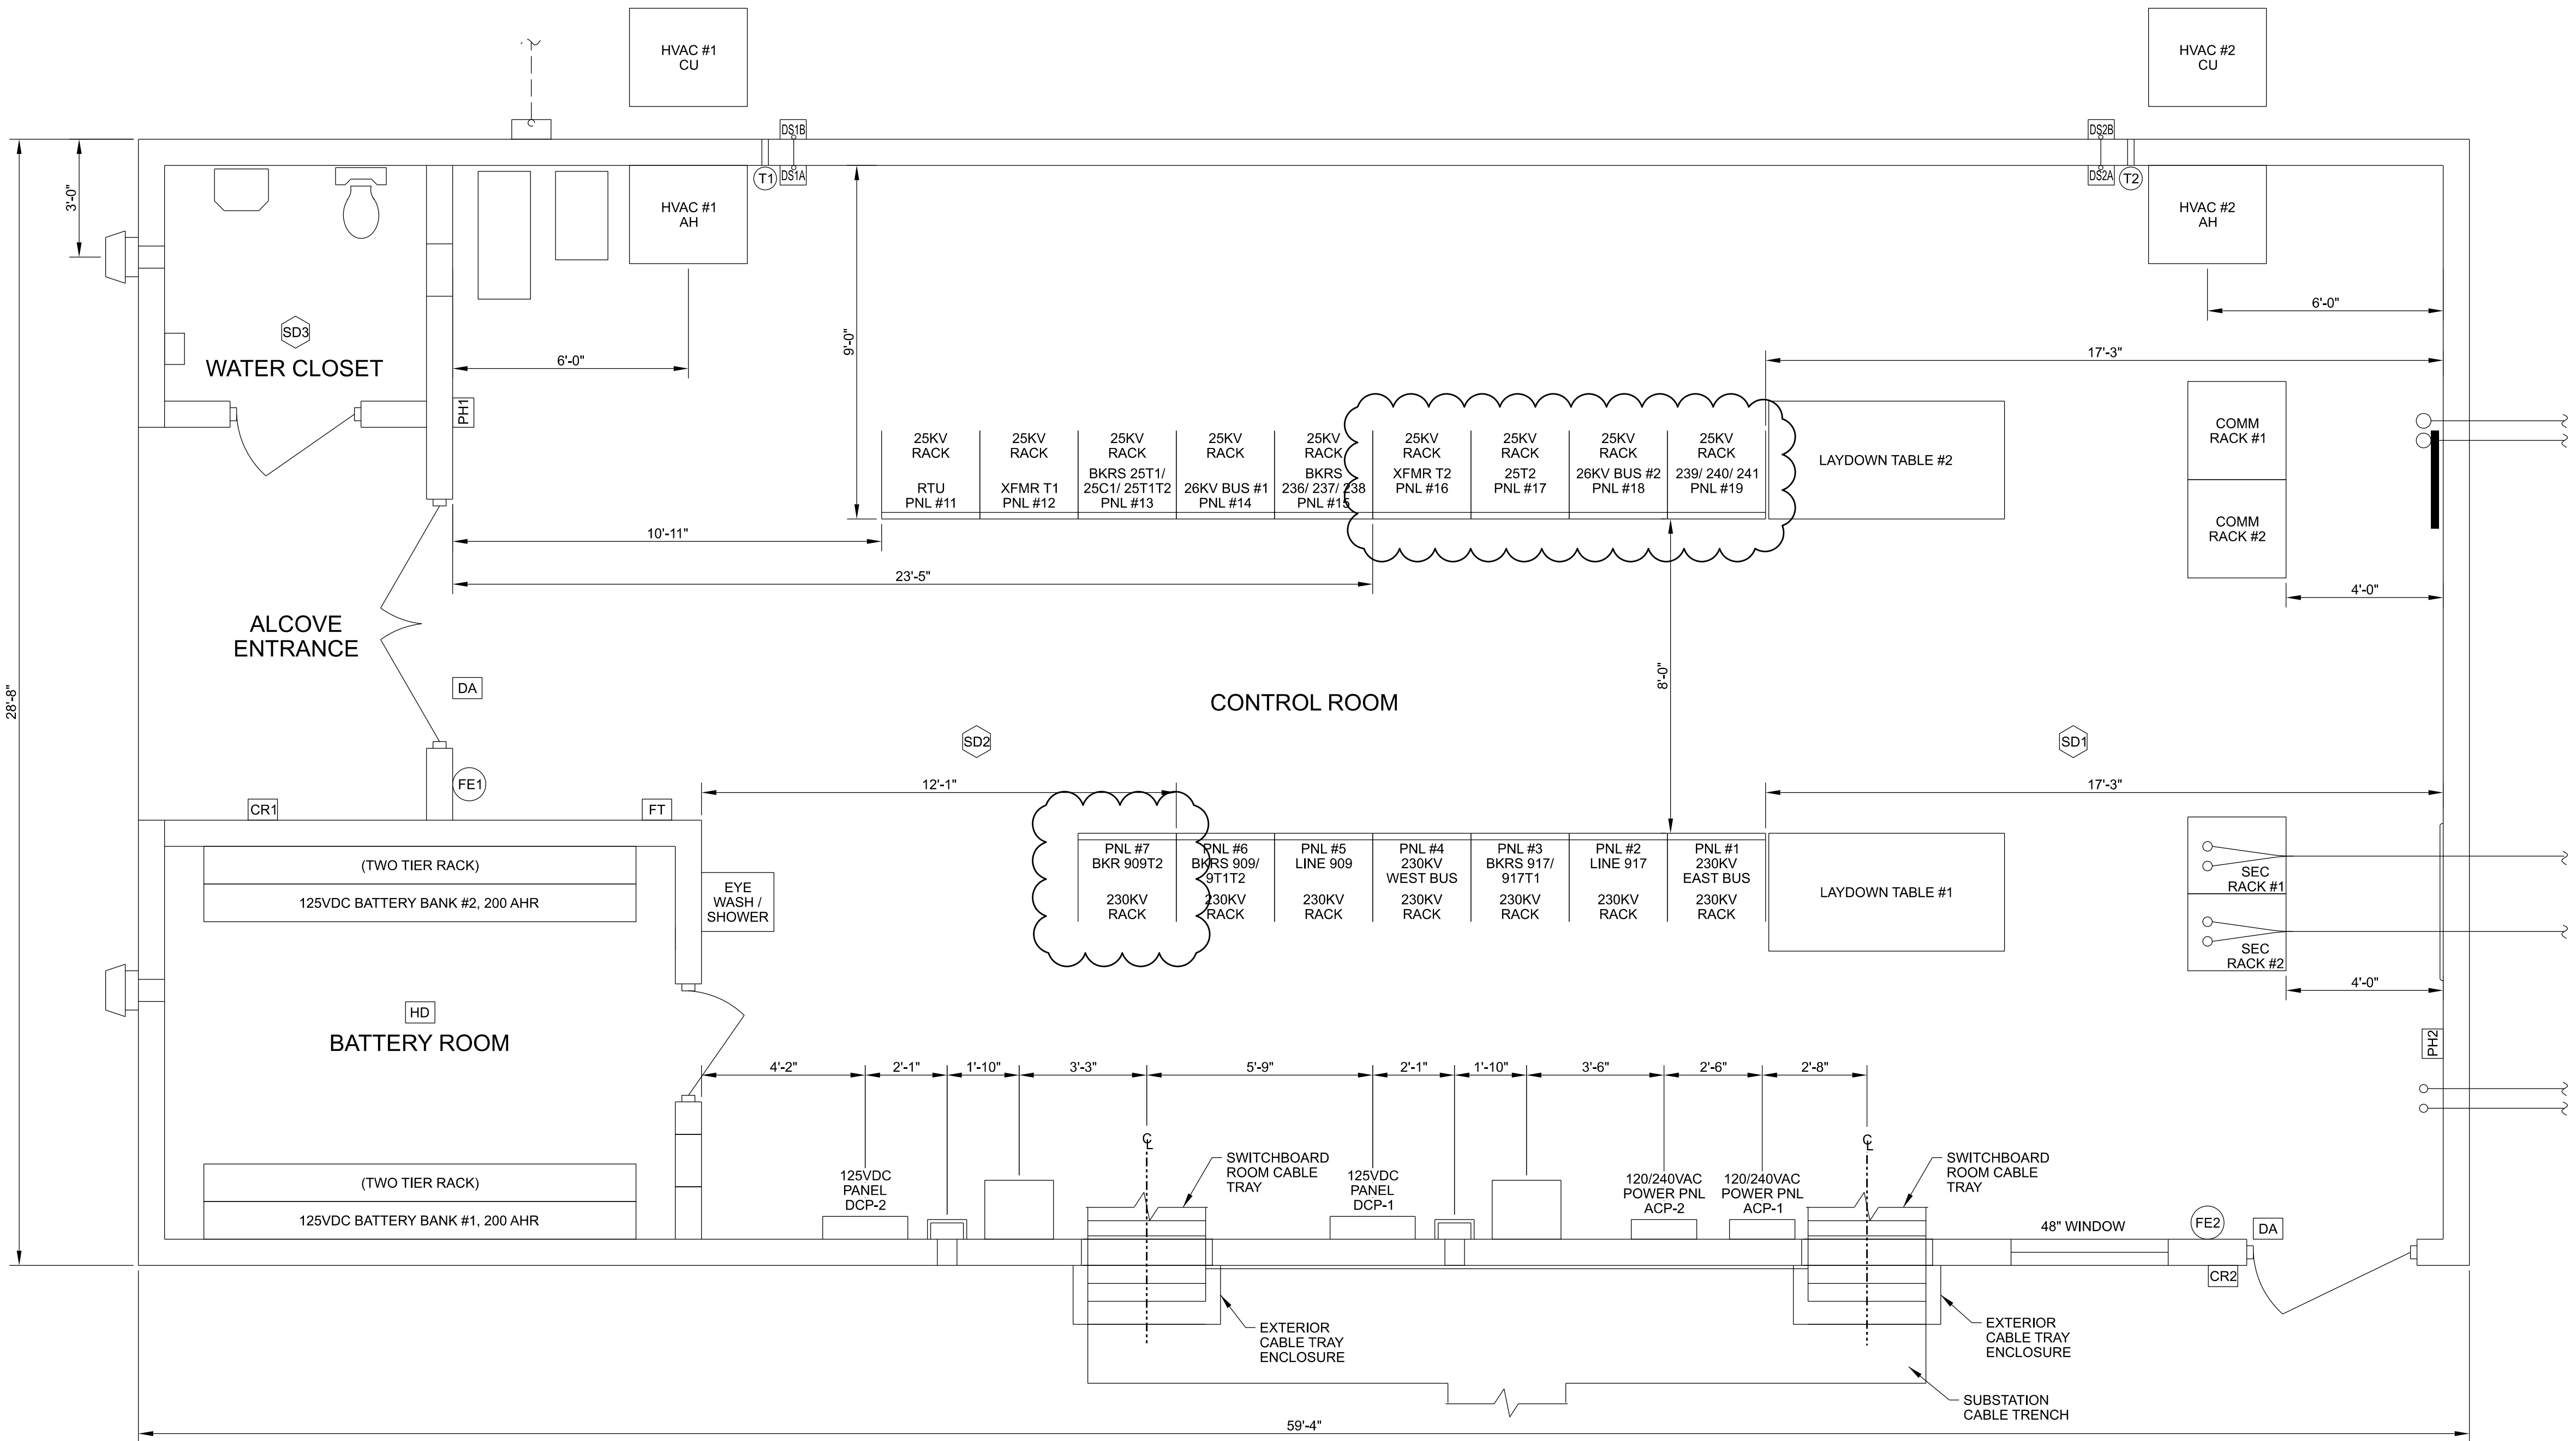 HVAC #1
CU
HVAC #2
CU
DS1B
DS2B
3'-0"
T1
DS1A
DS2A
T2
HVAC #1
AH
HVAC #2
AH
SD3
WATER CLOSET
6'-0"
9'-0"
6'-0"
17'-3"
PH1
25KV
RACK
RTU
PNL #11
25KV
RACK
XFMR T1
PNL #12
25KV
RACK
BKRS 25T1/
25C1/ 25T1T2
PNL #13
25KV
RACK
26KV BUS #1
PNL #14
25KV
RACK
BKRS
236/ 237/ 238
PNL #15
25KV
RACK
XFMR T2
PNL #16
25KV
RACK
25T2
PNL #17
25KV
RACK
26KV BUS #2
PNL #18
25KV
RACK
239/ 240/ 241
PNL #19
LAYDOWN TABLE #2
COMM
RACK #1
COMM
RACK #2
10'-11"
23'-5"
4'-0"
ALCOVE
ENTRANCE
DA
28'-8"
8'-0"
CONTROL ROOM
SD2
SD1
FE1
12'-1"
17'-3"
CR1
FT
(TWO TIER RACK)
125VDC BATTERY BANK #2, 200 AHR
EYE
WASH /
SHOWER
PNL #7
BKR 909T2
230KV
RACK
PNL #6
BKRS 909/
9T1T2
230KV
RACK
PNL #5
LINE 909
230KV
RACK
PNL #4
230KV
WEST BUS
230KV
RACK
PNL #3
BKRS 917/
917T1
230KV
RACK
PNL #2
LINE 917
230KV
RACK
PNL #1
230KV
EAST BUS
230KV
RACK
LAYDOWN TABLE #1
SEC
RACK #1
SEC
RACK #2
4'-0"
HD
BATTERY ROOM
PH2
4'-2"
2'-1"
1'-10"
3'-3"
5'-9"
2'-1"
1'-10"
3'-6"
2'-6"
2'-8"
CL
CL
(TWO TIER RACK)
125VDC BATTERY BANK #1, 200 AHR
125VDC
PANEL
DCP-2
SWITCHBOARD
ROOM CABLE
TRAY
125VDC
PANEL
DCP-1
120/240VAC
POWER PNL
ACP-2
120/240VAC
POWER PNL
ACP-1
SWITCHBOARD
ROOM CABLE
TRAY
48" WINDOW
FE2
DA
CR2
EXTERIOR
CABLE TRAY
ENCLOSURE
EXTERIOR
CABLE TRAY
ENCLOSURE
SUBSTATION
CABLE TRENCH
59'-4"